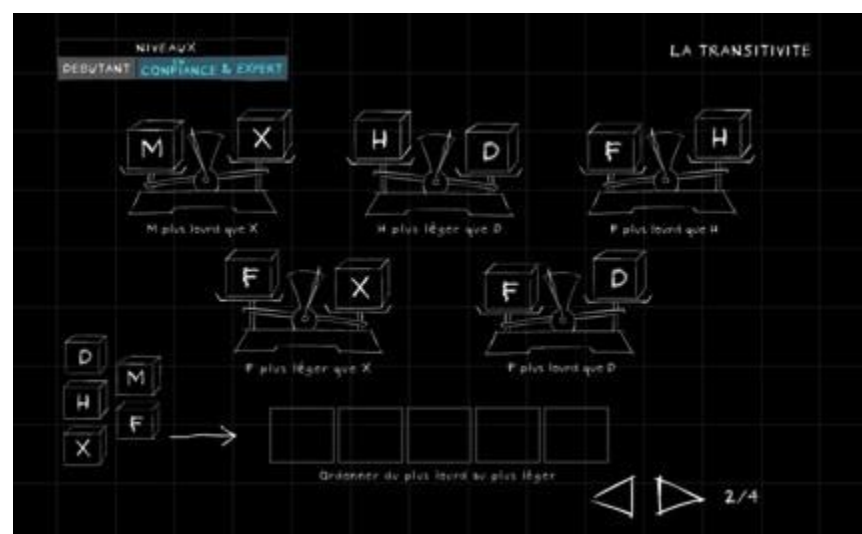 NIVEAUX
LA TRANSITIVITE
DEBUTANT CONFIANCE & EXPERT
M X H D F H
M plus lourd que X
H plus léger que D
F plus lourd que H
F X F D
F plus léger que X
F plus lourd que D
D
M
H
F
X
Ordonner du plus lourd au plus léger
2/4